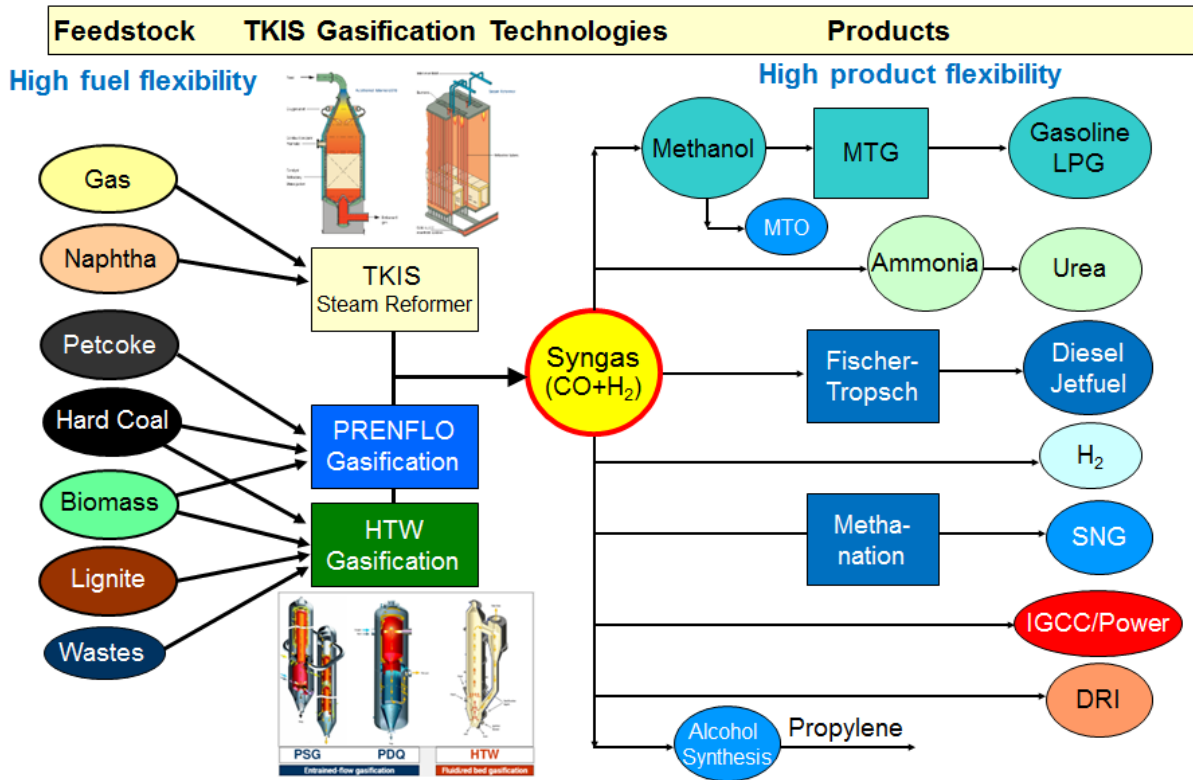 Feedstock TKIS Gasification Technologies Products
High fuel flexibility
High product flexibility
Gas
Naphtha
Petcoke
Hard Coal
Biomass
Lignite
Wastes
TKIS
Steam Reformer
PRENFLO
Gasification
HTW
Gasification
PSG PDQ HTW
Entrained-flow gasification Fluidized bed gasification
Syngas
(CO+H₂)
Methanol
MTG
Gasoline
LPG
MTO
Ammonia
Urea
Fischer-
Tropsch
Diesel
Jetfuel
H₂
Metha-
nation
SNG
IGCC/Power
DRI
Alcohol
Synthesis
Propylene